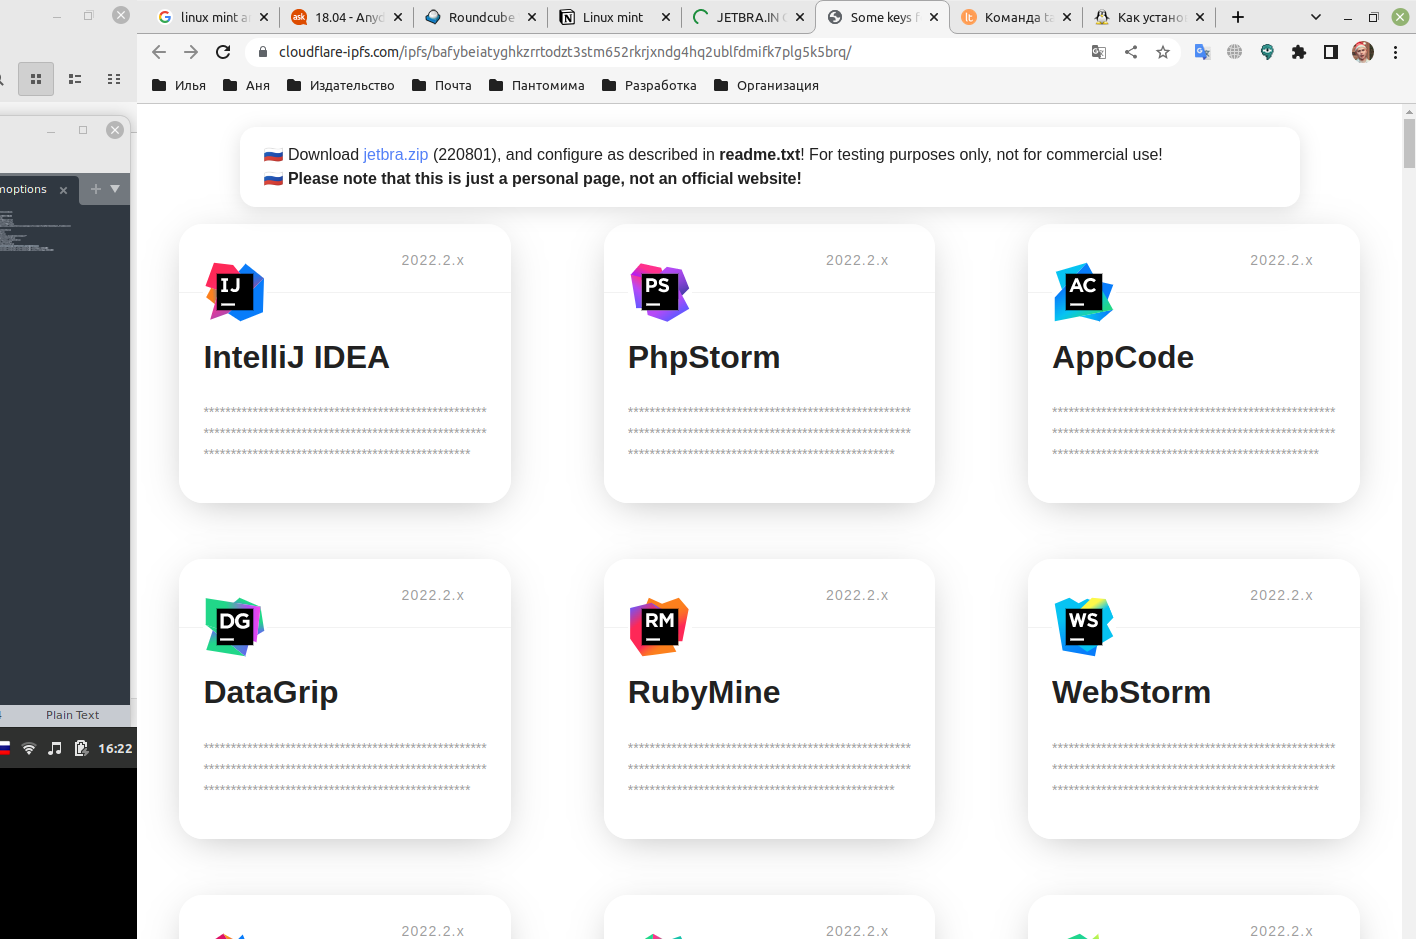 linux mint a
18.04 - Anyd
Roundcube
Linux mint
JETBRA.IN
Some keys f
Команда ta
Как устано
cloudflare-ipfs.com/ipfs/bafybeiatyghkzrrtodzt3stm652rkrjxndg4hq2ublfdmifk7plg5k5brq/
Илья
Аня
Издательство
Почта
Пантомима
Разработка
Организация
Download jetbra.zip (220801), and configure as described in readme.txt! For testing purposes only, not for commercial use!
Please note that this is just a personal page, not an official website!
moptions
2022.2.x
IJ
IntelliJ IDEA
2022.2.x
PS
PhpStorm
2022.2.x
AC
AppCode
2022.2.x
DG
DataGrip
2022.2.x
RM
RubyMine
2022.2.x
WS
WebStorm
Plain Text
16:22
2022.2.x
2022.2.x
2022.2.x